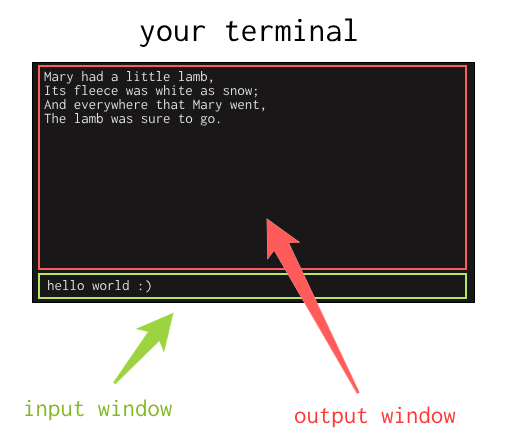 your terminal
Mary had a little lamb,
Its fleece was white as snow;
And everywhere that Mary went,
The lamb was sure to go.
hello world :)
input window
output window